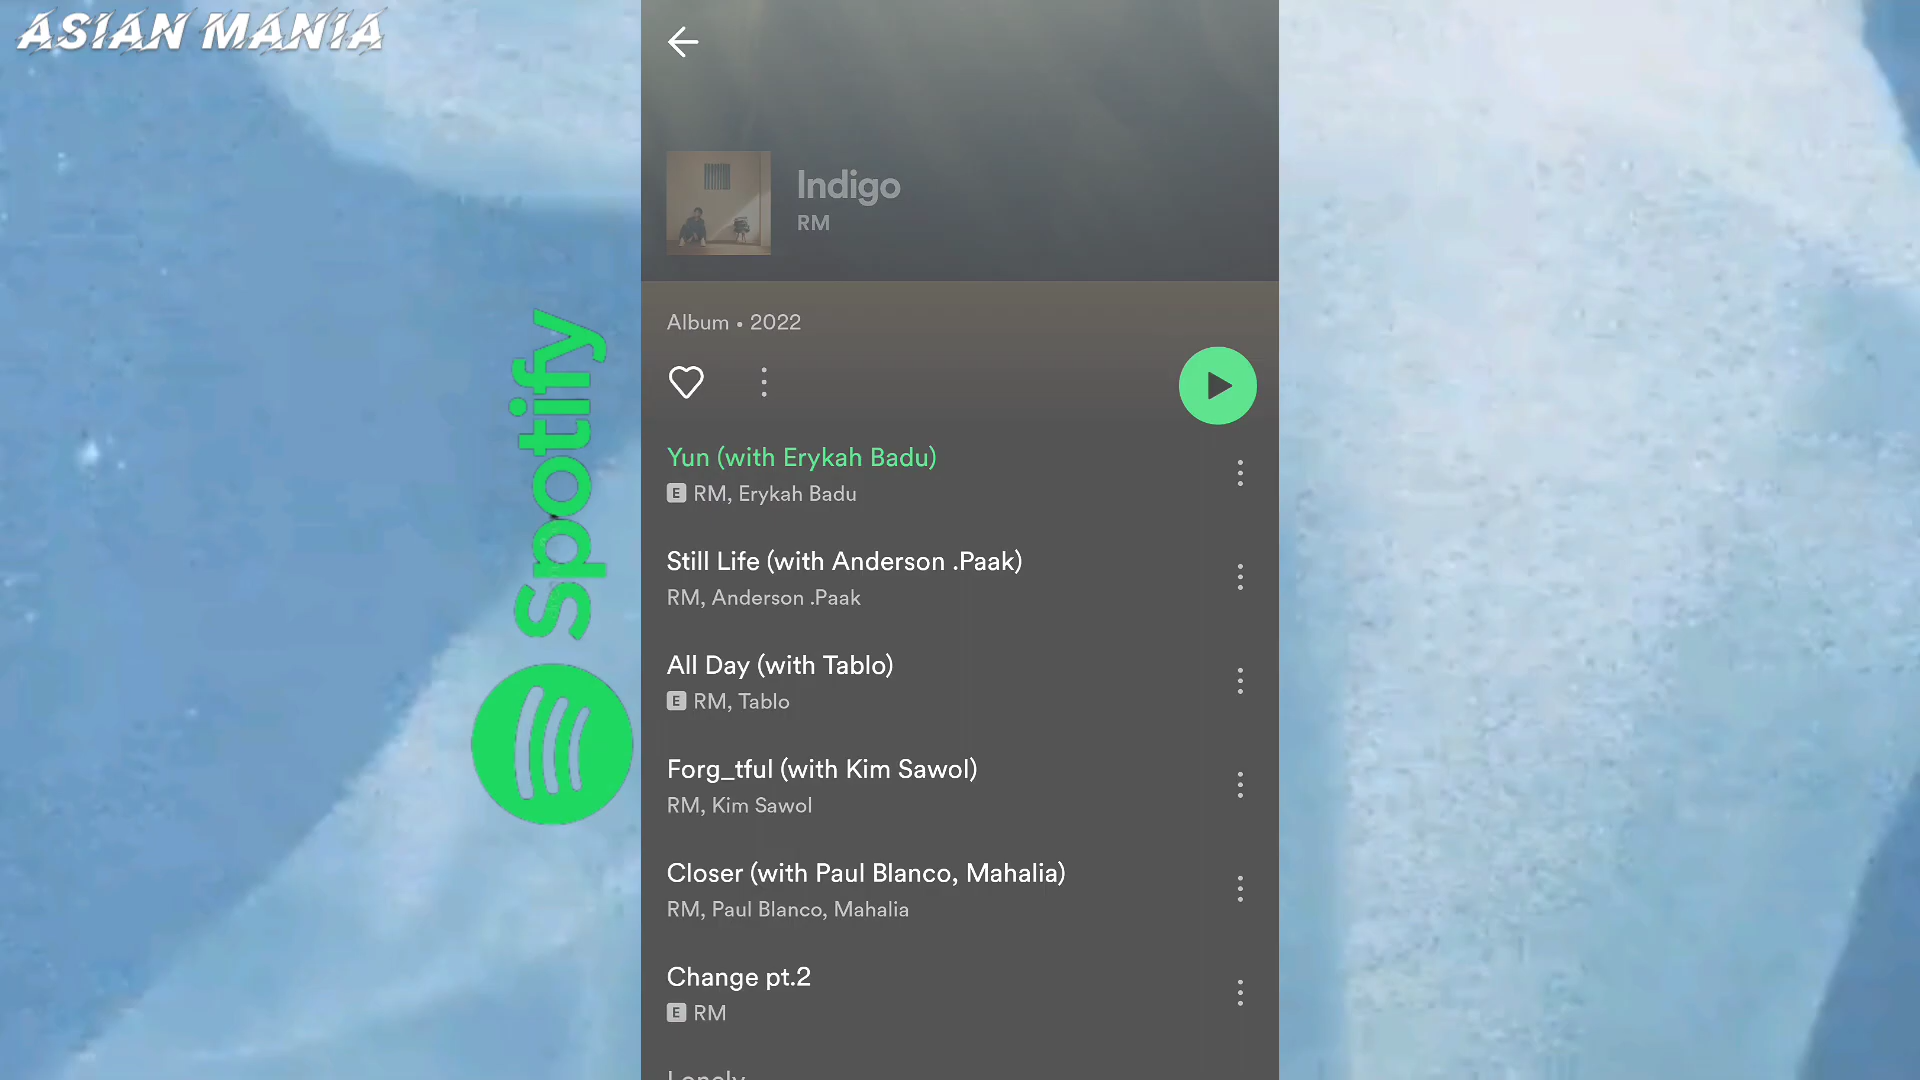 ASIAN MANIA
Spotify
Indigo
RM
Album • 2022
Yun (with Erykah Badu)
E RM, Erykah Badu
Still Life (with Anderson .Paak)
RM, Anderson .Paak
All Day (with Tablo)
E RM, Tablo
Forg_tful (with Kim Sawol)
RM, Kim Sawol
Closer (with Paul Blanco, Mahalia)
RM, Paul Blanco, Mahalia
Change pt.2
E RM
Lonely